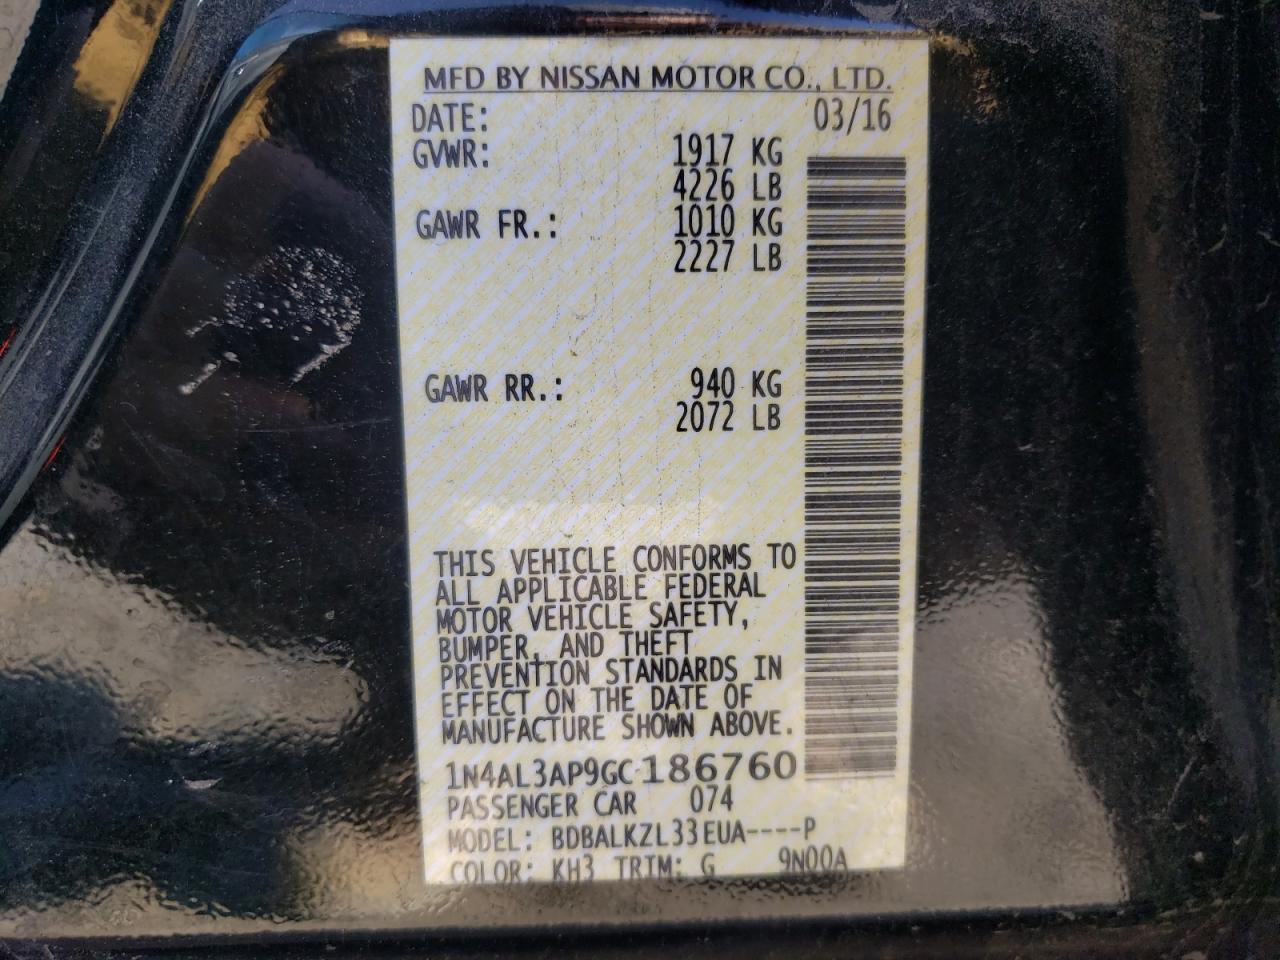 MFD BY NISSAN MOTOR CO., LTD.
DATE: 03/16
GVWR: 1917 KG
4226 LB
GAWR FR.: 1010 KG
2227 LB
GAWR RR.: 940 KG
2072 LB
THIS VEHICLE CONFORMS TO
ALL APPLICABLE FEDERAL
MOTOR VEHICLE SAFETY,
BUMPER, AND THEFT
PREVENTION STANDARDS IN
EFFECT ON THE DATE OF
MANUFACTURE SHOWN ABOVE.
1N4AL3AP9GC186760
PASSENGER CAR 074
MODEL: BDBALKZL33EUA----P
COLOR: KH3 TRIM: G 9N00A